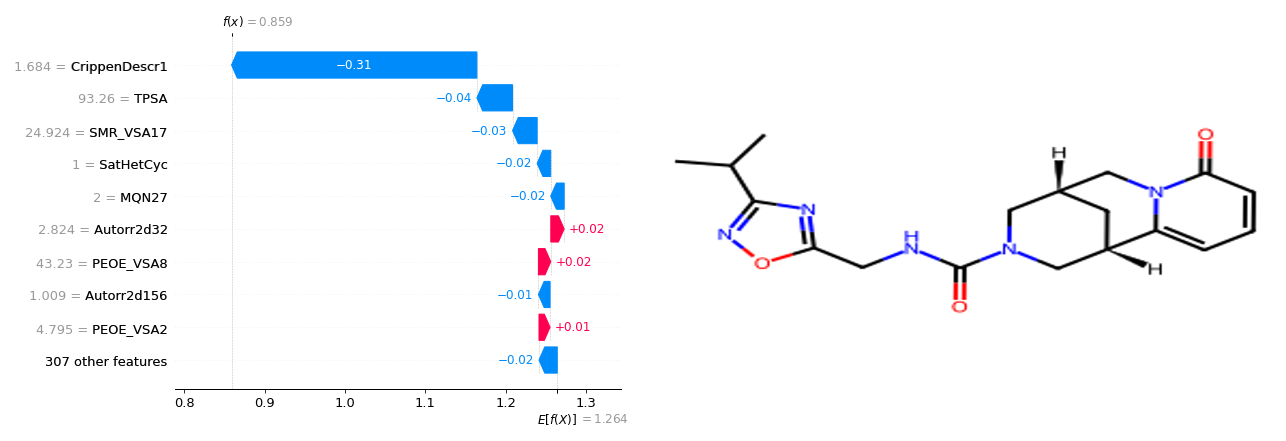 f(x) = 0.859
1.684 = CrippenDescr1
−0.31
93.26 = TPSA
−0.04
24.924 = SMR_VSA17
−0.03
1 = SatHetCyc
−0.02
2 = MQN27
−0.02
2.824 = Autorr2d32
+0.02
43.23 = PEOE_VSA8
+0.02
1.009 = Autorr2d156
−0.01
4.795 = PEOE_VSA2
+0.01
307 other features
−0.02
0.8 0.9 1.0 1.1 1.2 1.3
E[f(X)] = 1.264
O
H
N
N
N
H
N
N
O
H
O